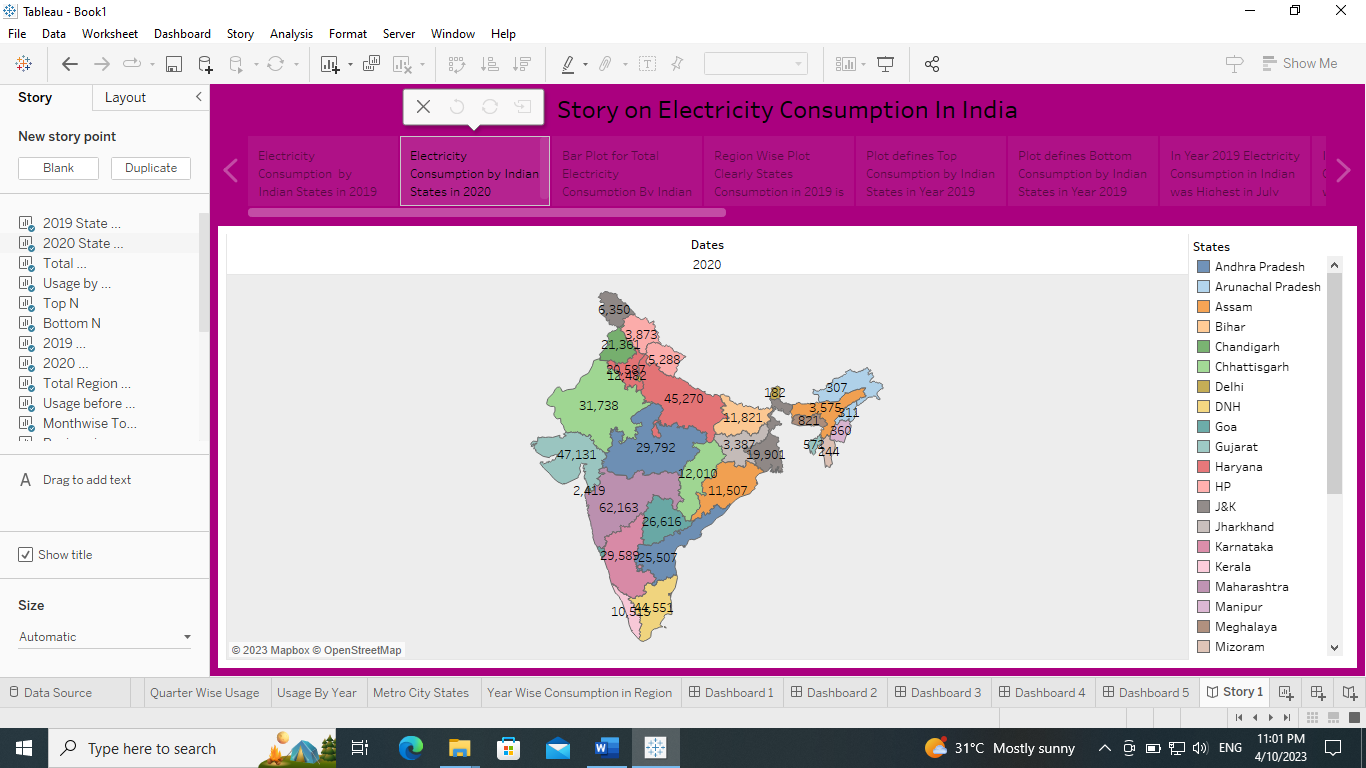 Tableau - Book1
File Data Worksheet Dashboard Story Analysis Format Server Window Help
Show Me
Story Layout
New story point
Blank Duplicate
2019 State ...
2020 State ...
Total ...
Usage by ...
Top N
Bottom N
2019 ...
2020 ...
Total Region ...
Usage before ...
Monthwise To...
A Drag to add text
Show title
Size
Automatic
Story on Electricity Consumption In India
Electricity
Consumption by
Indian States in 2019
Electricity
Consumption by Indian
States in 2020
Bar Plot for Total
Electricity
Consumption By Indian
Region Wise Plot
Clearly States
Consumption in 2019 is
Plot defines Top
Consumption by Indian
States in Year 2019
Plot defines Bottom
Consumption by Indian
States in Year 2019
In Year 2019 Electricity
Consumption in Indian
was Highest in July
Dates
2020
6,350
3,873
21,361
5,288
20,587
12,482
45,270
31,738
182
307
3,575
311
11,821
821
360
29,792
3,387
572
244
47,131
19,901
12,010
2,419
11,507
62,163
26,616
29,589
25,507
10,515
44,551
© 2023 Mapbox © OpenStreetMap
States
Andhra Pradesh
Arunachal Pradesh
Assam
Bihar
Chandigarh
Chhattisgarh
Delhi
DNH
Goa
Gujarat
Haryana
HP
J&K
Jharkhand
Karnataka
Kerala
Maharashtra
Manipur
Meghalaya
Mizoram
Data Source Quarter Wise Usage Usage By Year Metro City States Year Wise Consumption in Region Dashboard 1 Dashboard 2 Dashboard 3 Dashboard 4 Dashboard 5 Story 1
Type here to search
31°C Mostly sunny
ENG
11:01 PM
4/10/2023